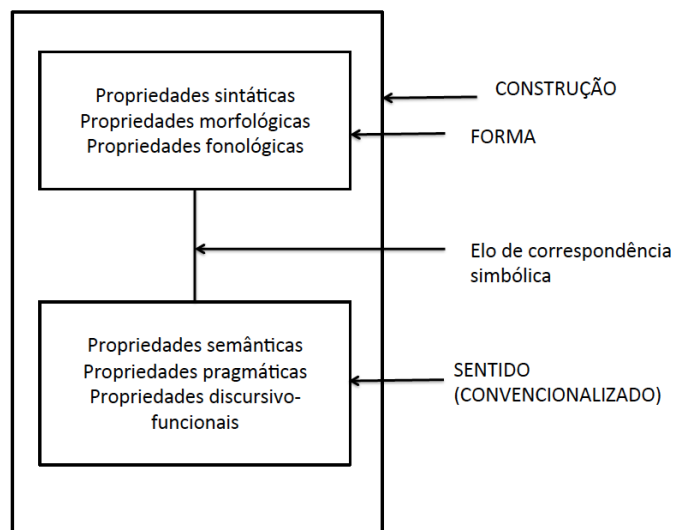 Propriedades sintáticas
Propriedades morfológicas
Propriedades fonológicas
CONSTRUÇÃO
FORMA
Elo de correspondência
simbólica
Propriedades semânticas
Propriedades pragmáticas
Propriedades discursivo-
funcionais
SENTIDO
(CONVENCIONALIZADO)